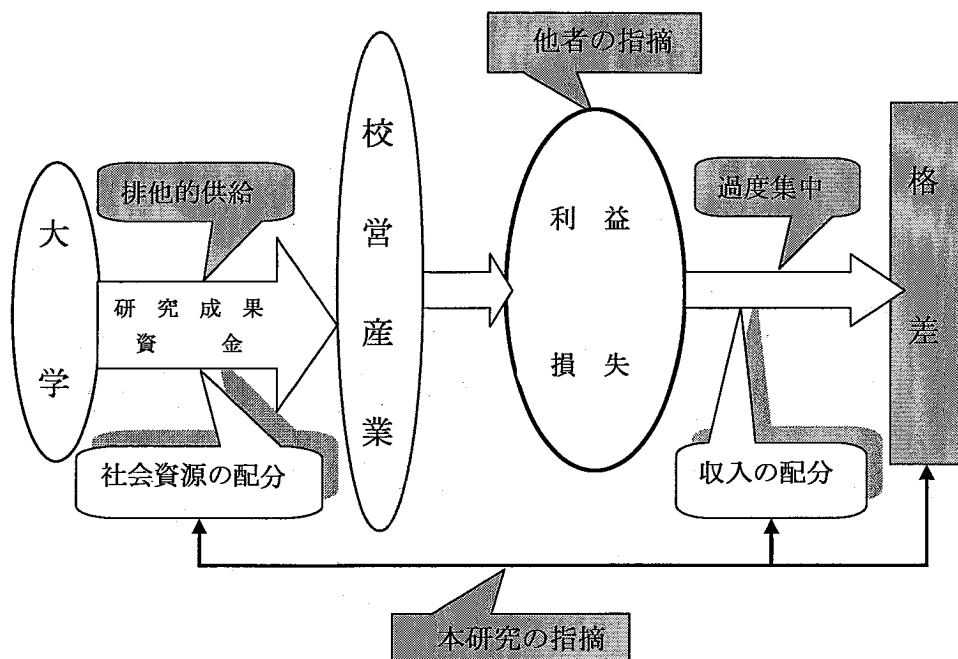 他者の指摘
大学
排他的供給
研究成果
資金
社会資源の配分
校営産業
利益
損失
過度集中
収入の配分
格差
本研究の指摘